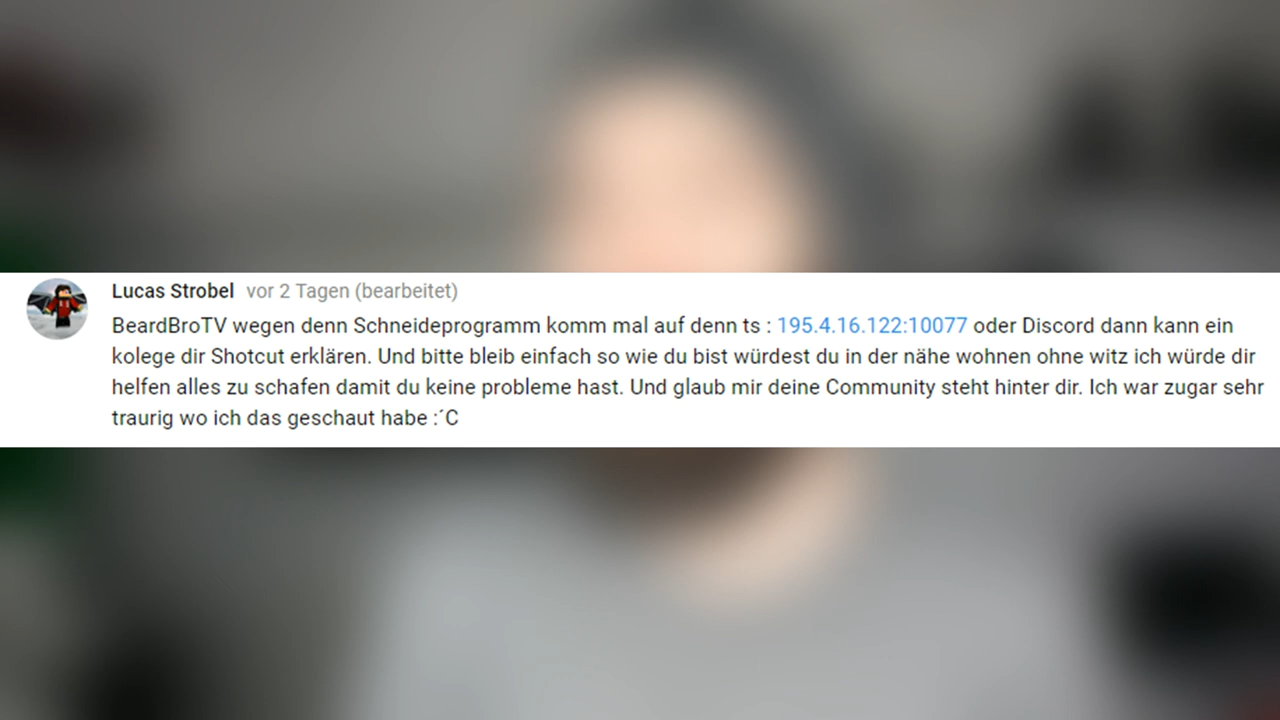 Lucas Strobel vor 2 Tagen (bearbeitet)
BeardBroTV wegen denn Schneideprogramm komm mal auf denn ts : 195.4.16.122:10077 oder Discord dann kann ein
kolege dir Shotcut erklären. Und bitte bleib einfach so wie du bist würdest du in der nähe wohnen ohne witz ich würde dir
helfen alles zu schafen damit du keine probleme hast. Und glaub mir deine Community steht hinter dir. Ich war zugar sehr
traurig wo ich das geschaut habe :´C